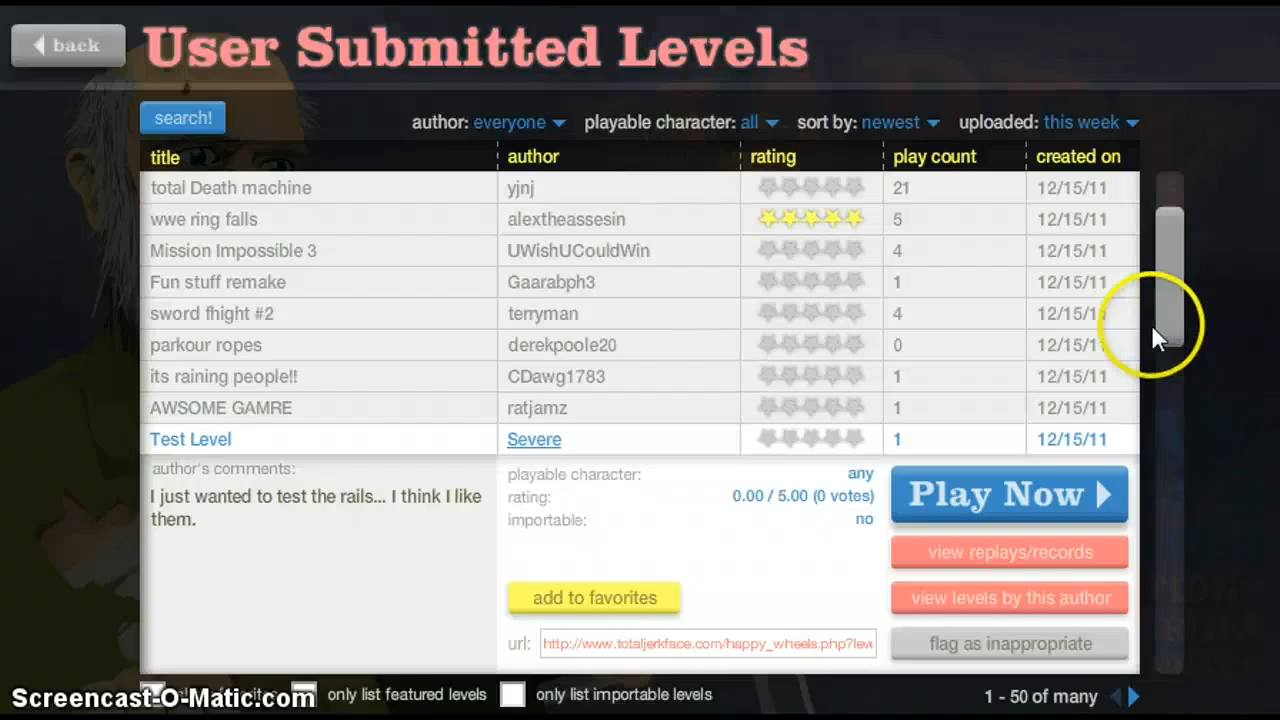 back
User Submitted Levels
search!
author: everyone playable character: all sort by: newest uploaded: this week
title author rating play count created on
total Death machine yjnj 21 12/15/11
wwe ring falls alextheassesin 5 12/15/11
Mission Impossible 3 UWishUCouldWin 4 12/15/11
Fun stuff remake Gaarabph3 1 12/15/11
sword fhight #2 terryman 4 12/15/11
parkour ropes derekpoole20 0 12/15/11
its raining people!! CDawg1783 1 12/15/11
AWSOME GAMRE ratjamz 1 12/15/11
Test Level Severe 1 12/15/11
author's comments:
I just wanted to test the rails... I think I like
them.
playable character: any
rating: 0.00 / 5.00 (0 votes)
importable: no
add to favorites
url: http://www.totaljerkface.com/happy_wheels.php?leve
Play Now
view replays/records
view levels by this author
flag as inappropriate
only list featured levels only list importable levels 1 - 50 of many
Screencast-O-Matic.com